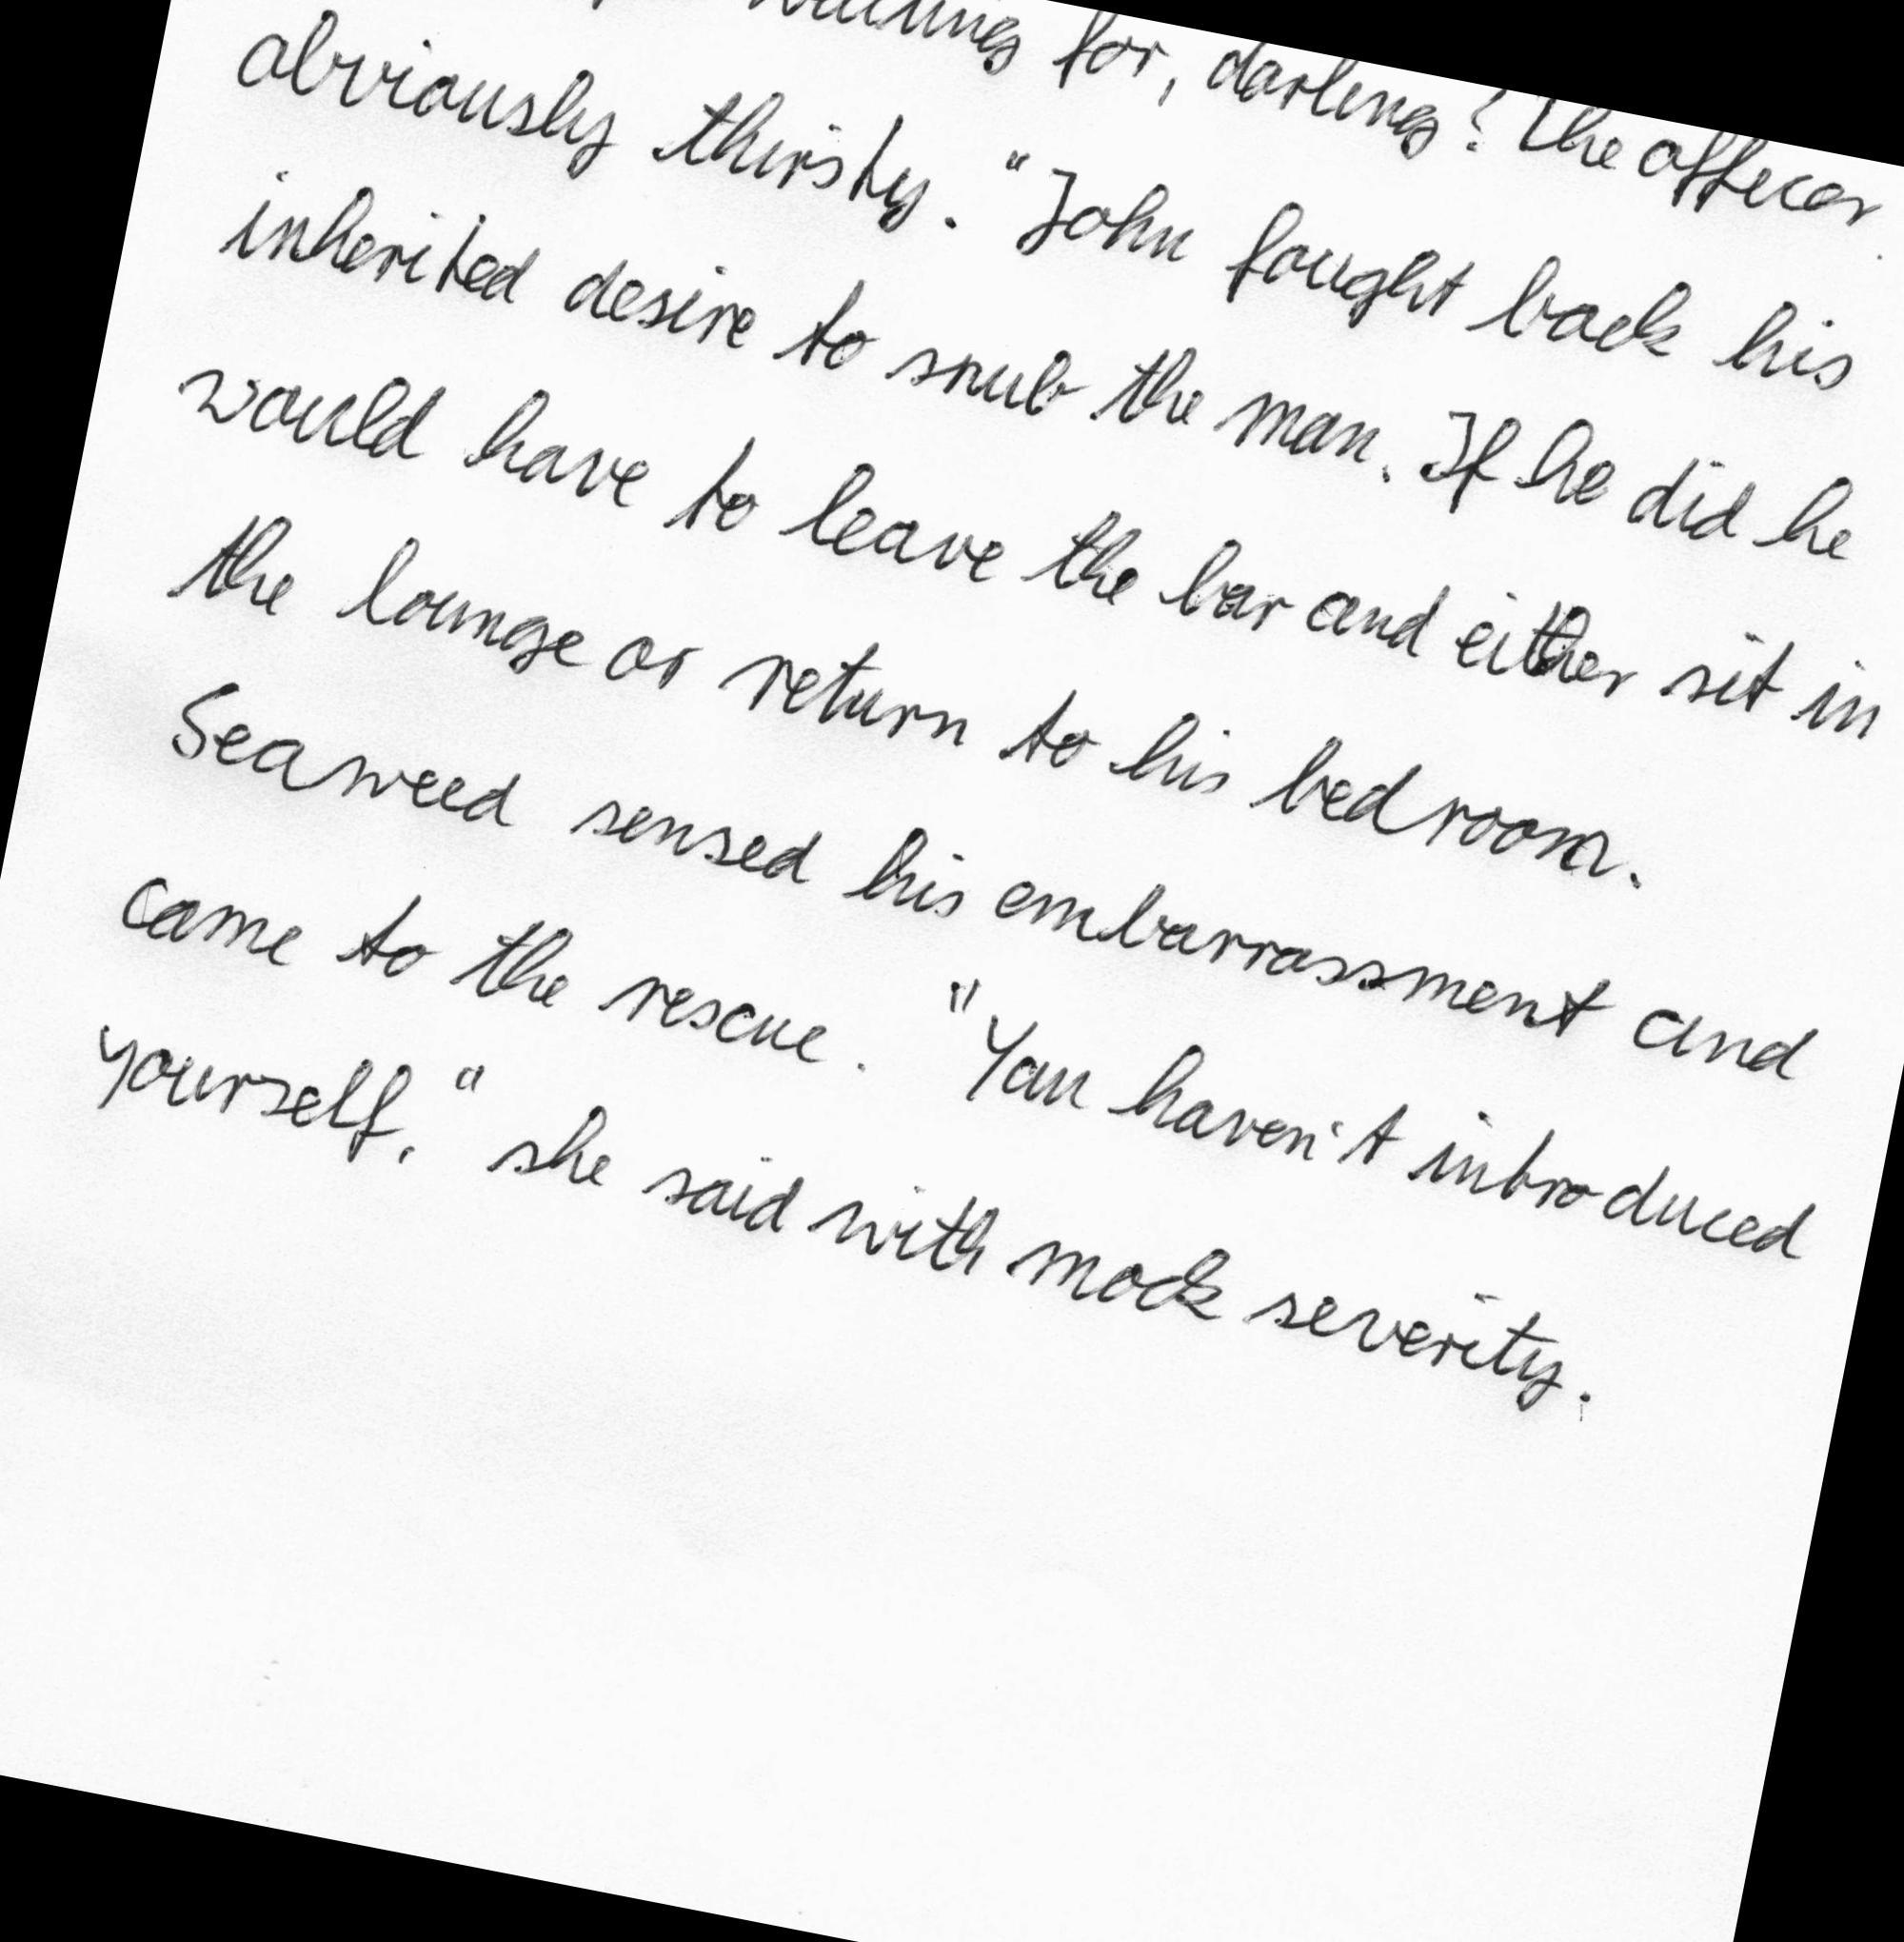 waiting for, darling? The officer
obviously thirsty." John fought back his
inherited desire to snub the man. If he did he
would have to leave the bar and either sit in
the lounge or return to his bedroom.
Seaweed sensed his embarrassment and
came to the rescue. "You haven't introduced
yourself," she said with mock severity.